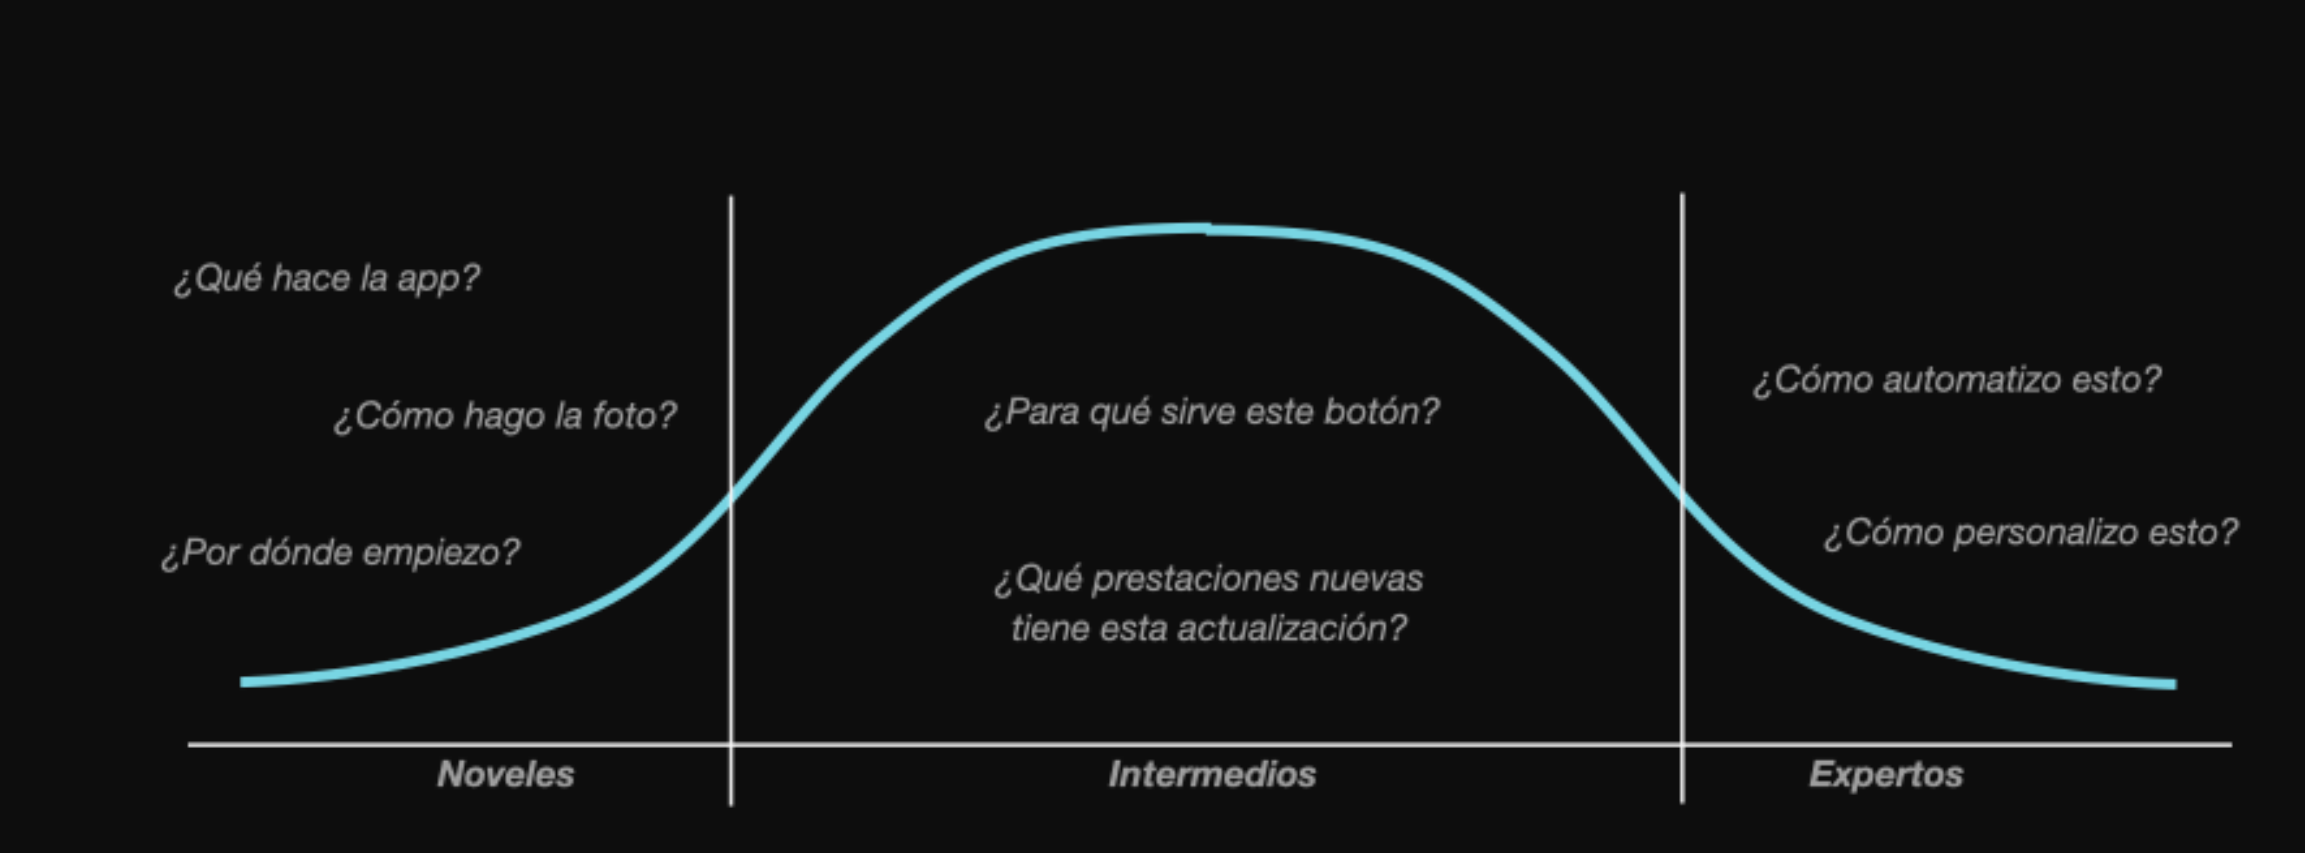 ¿Qué hace la app?
¿Cómo hago la foto?
¿Por dónde empiezo?
¿Para qué sirve este botón?
¿Qué prestaciones nuevas
tiene esta actualización?
¿Cómo automatizo esto?
¿Cómo personalizo esto?
Noveles
Intermedios
Expertos